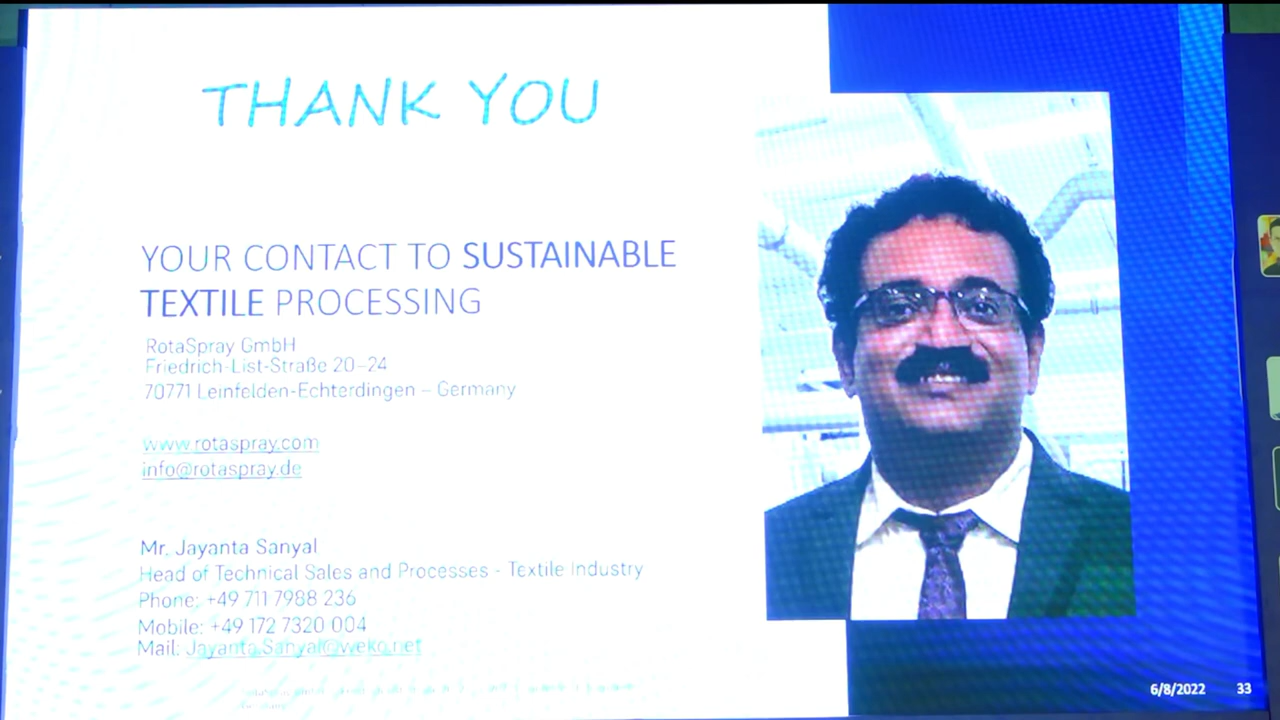 THANK YOU
YOUR CONTACT TO SUSTAINABLE
TEXTILE PROCESSING
RotaSpray GmbH
Friedrich-List-Straße 20–24
70771 Leinfelden-Echterdingen – Germany
www.rotaspray.com
info@rotaspray.de
Mr. Jayanta Sanyal
Head of Technical Sales and Processes - Textile Industry
Phone: +49 711 7988 236
Mobile: +49 172 7320 004
Mail: Jayanta.Sanyal@weko.net
6/8/2022 33